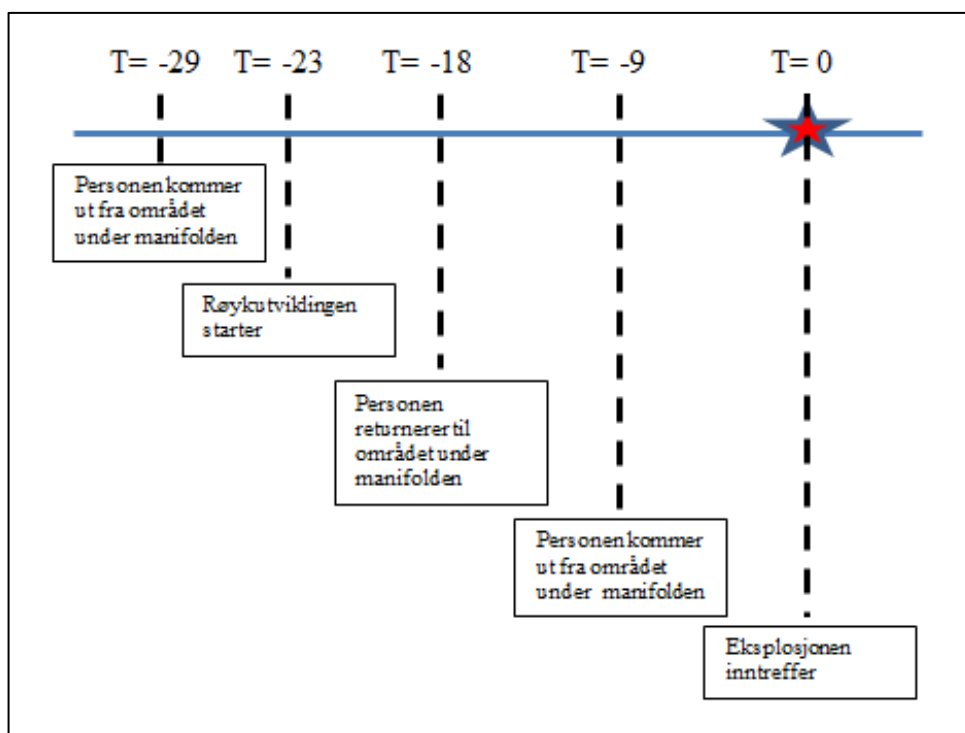 T= -29
T= -23
T= -18
T= -9
T= 0
Personen kommer
ut fra området
under manifolden
Røykutviklingen
starter
Personen
returnerer til
området under
manifolden
Personen kommer
ut fra området
under manifolden
Eksplosjonen
inntreffer